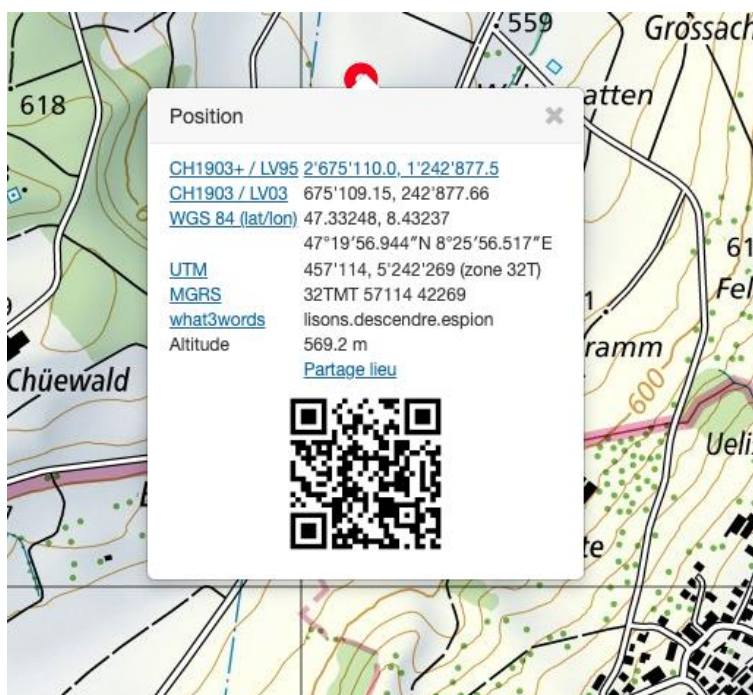 559
Grossach
618
atten
Position
CH1903+ / LV95 2'675'110.0, 1'242'877.5
CH1903 / LV03 675'109.15, 242'877.66
WGS 84 (lat/lon) 47.33248, 8.43237
47°19'56.944"N 8°25'56.517"E
UTM 457'114, 5'242'269 (zone 32T)
MGRS 32TMT 57114 42269
what3words lisons.descendre.espion
Altitude 569.2 m
Partage lieu
61
Fel
ramm
Chüewald
600
Ueli
te